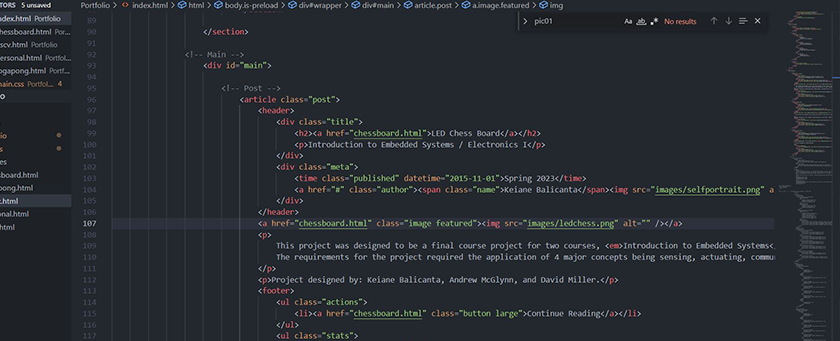 TORS 5 unsaved
Portfolio > index.html > html > body.is-preload > div#wrapper > div#main > article.post > a.image.featured > img
index.html Portfolio
chessboard.html Portf...
scv.html Portfolio
ersonal.html Portfol...
ogapong.html Portf...
main.css Portfol... 4
IO
io
s
es
board.html
pong.html
.html
onal.html
.html
pic01
Aa ab .* No results
89
90 </section>
91
92 <!-- Main -->
93 <div id="main">
94
95 <!-- Post -->
96 <article class="post">
97 <header>
98 <div class="title">
99 <h2><a href="chessboard.html">LED Chess Board</a></h2>
100 <p>Introduction to Embedded Systems / Electronics I</p>
101 </div>
102 <div class="meta">
103 <time class="published" datetime="2015-11-01">Spring 2023</time>
104 <a href="#" class="author"><span class="name">Keiane Balicanta</span><img src="images/selfportrait.png" a
105 </div>
106 </header>
107 <a href="chessboard.html" class="image featured"><img src="images/ledchess.png" alt="" /></a>
108 <p>
109 This project was designed to be a final course project for two courses, <em>Introduction to Embedded Systems<
110 The requirements for the project required the application of 4 major concepts being sensing, actuating, commu
111 </p>
112 <p>Project designed by: Keiane Balicanta, Andrew McGlynn, and David Miller.</p>
113 <footer>
114 <ul class="actions">
115 <li><a href="chessboard.html" class="button large">Continue Reading</a></li>
116 </ul>
117 <ul class="stats">